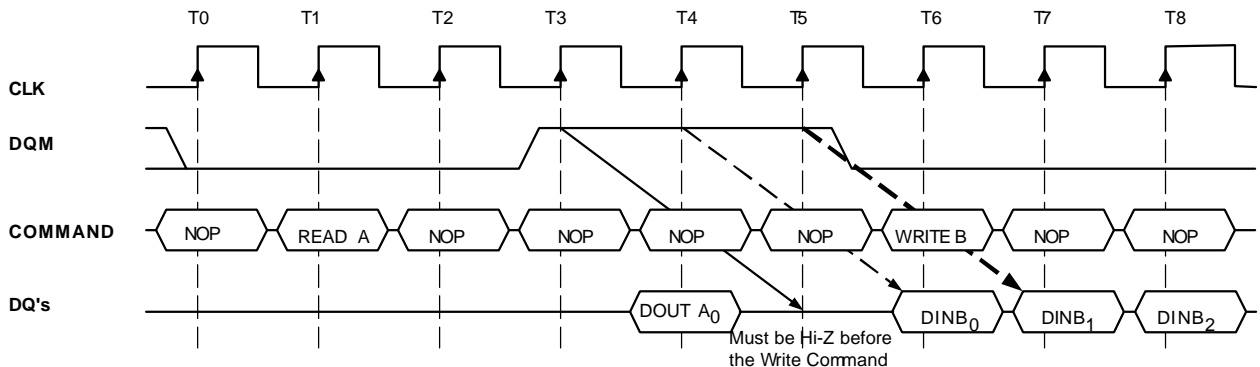 T0 T1 T2 T3 T4 T5 T6 T7 T8
CLK
DQM
COMMAND NOP READ A NOP NOP NOP NOP WRITE B NOP NOP
DQ's DOUT A0 DINB0 DINB1 DINB2
Must be Hi-Z before
the Write Command